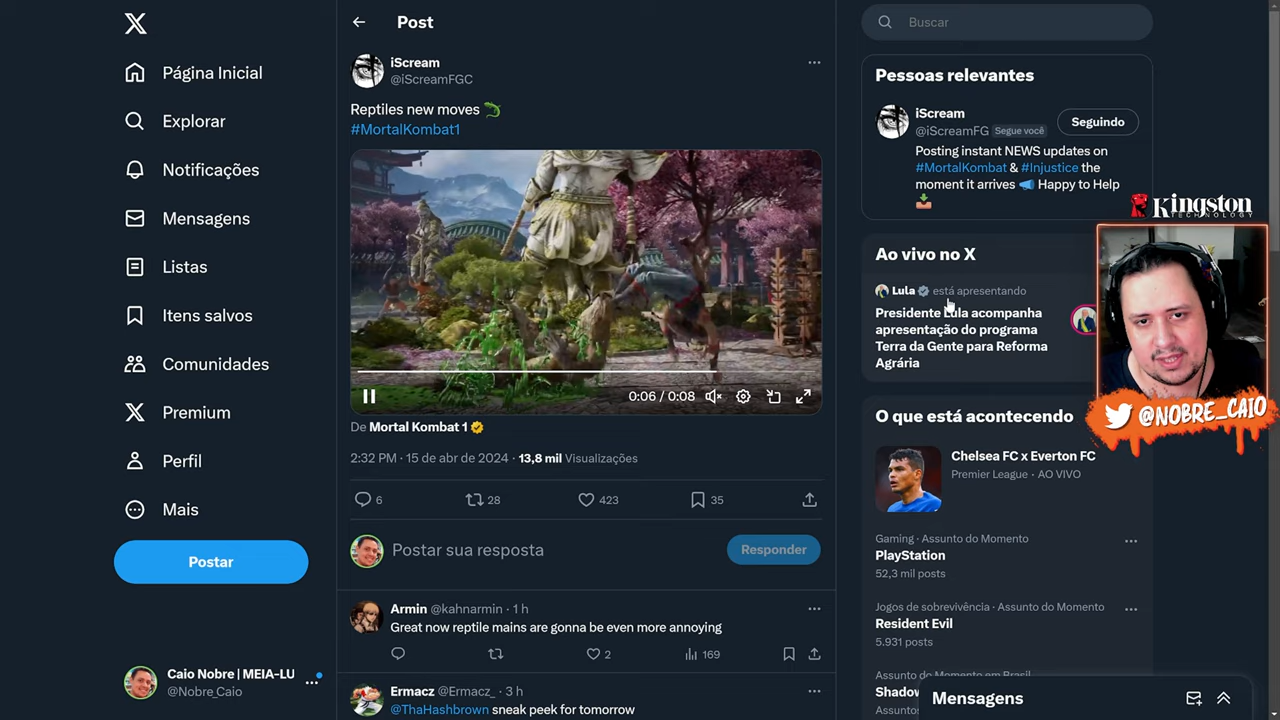 Página Inicial
Explorar
Notificações
Mensagens
Listas
Itens salvos
Comunidades
Premium
Perfil
Mais
Postar
Caio Nobre | MEIA-LU
@Nobre_Caio
Post
iScream
@iScreamFGC
Reptiles new moves
#MortalKombat1
0:06 / 0:08
De Mortal Kombat 1
2:32 PM · 15 de abr de 2024 · 13,8 mil Visualizações
6
28
423
35
Postar sua resposta
Responder
Armin @kahnarmin · 1 h
Great now reptile mains are gonna be even more annoying
2
169
Ermacz @Ermacz_ · 3 h
@ThaHashbrown sneak peek for tomorrow
Buscar
Pessoas relevantes
iScream
@iScreamFG Segue você
Seguindo
Posting instant NEWS updates on
#MortalKombat & #Injustice the
moment it arrives Happy to Help
Kingston
TECHNOLOGY
Ao vivo no X
Lula está apresentando
Presidente Lula acompanha
apresentação do programa
Terra da Gente para Reforma
Agrária
@NOBRE_CAIO
O que está acontecendo
Chelsea FC x Everton FC
Premier League · AO VIVO
Gaming · Assunto do Momento
PlayStation
52,3 mil posts
Jogos de sobrevivência · Assunto do Momento
Resident Evil
5.931 posts
Assunto do
Shadow
Assuntos
Mensagens